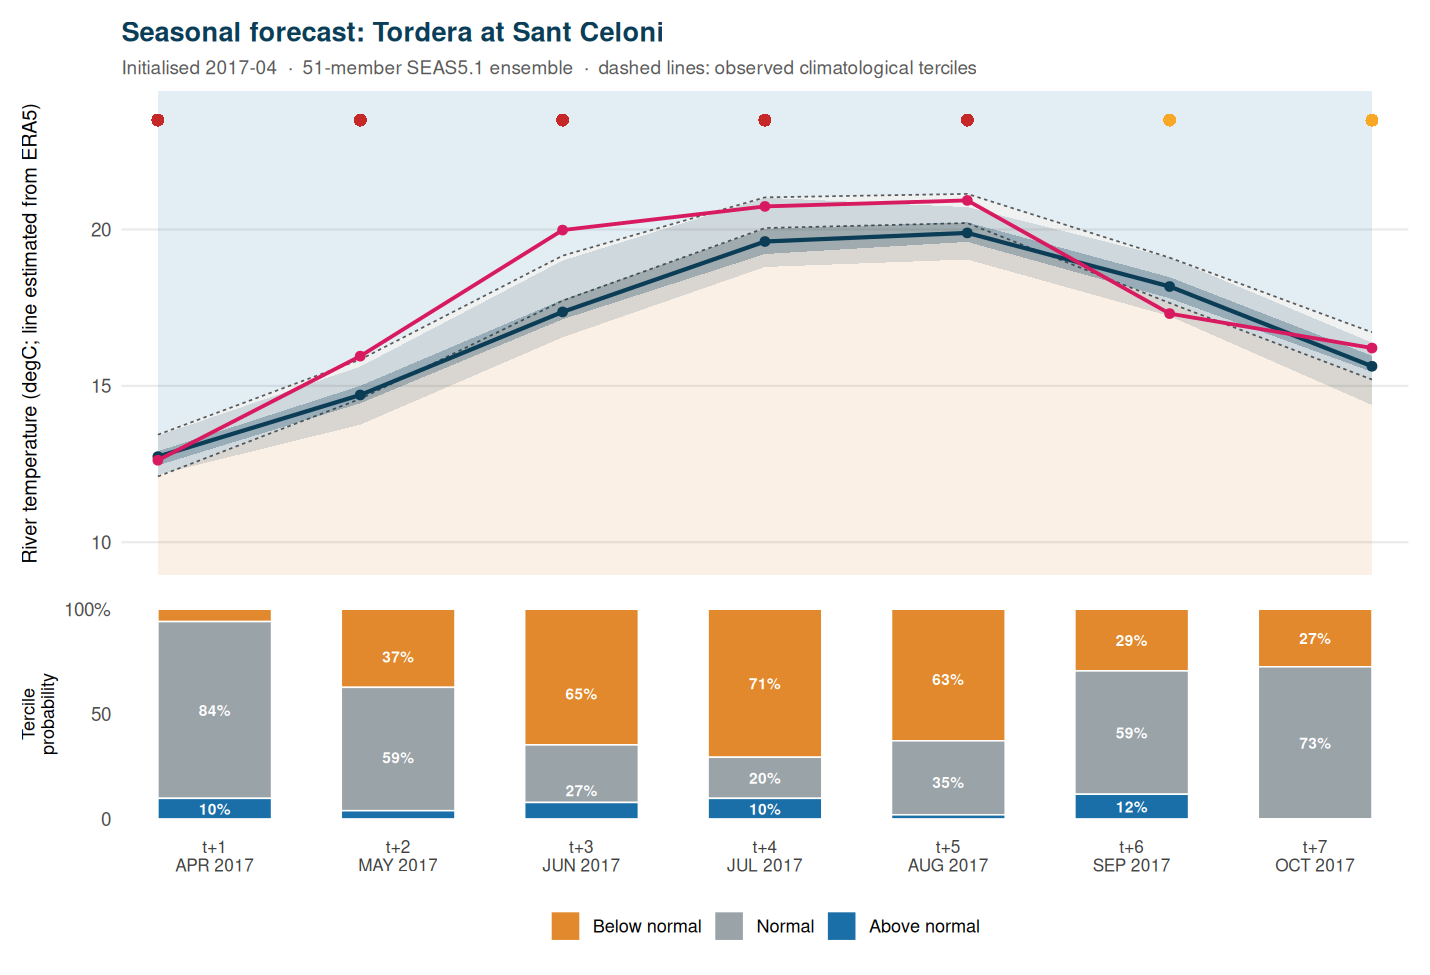 Seasonal forecast: Tordera at Sant Celoni
Initialised 2017-04 · 51-member SEAS5.1 ensemble · dashed lines: observed climatological terciles
River temperature (degC; line estimated from ERA5)
20
15
10
Tercile
probability
100%
50
0
37%
65%
71%
63%
29%
27%
84%
59%
27%
20%
35%
59%
73%
10%
10%
12%
t+1
APR 2017
t+2
MAY 2017
t+3
JUN 2017
t+4
JUL 2017
t+5
AUG 2017
t+6
SEP 2017
t+7
OCT 2017
Below normal
Normal
Above normal